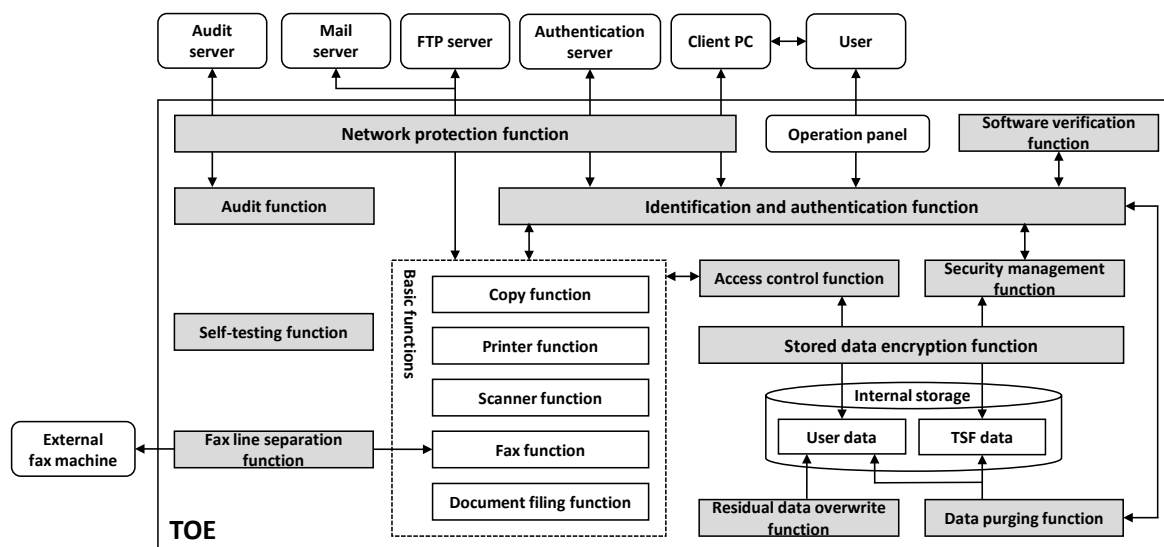 Audit
server
Mail
server
FTP server
Authentication
server
Client PC
User
Network protection function
Operation panel
Software verification
function
Audit function
Identification and authentication function
Basic functions
Copy function
Access control function
Security management
function
Self-testing function
Printer function
Stored data encryption function
Scanner function
Internal storage
External
fax machine
Fax line separation
function
Fax function
User data
TSF data
Document filing function
Residual data overwrite
function
Data purging function
TOE